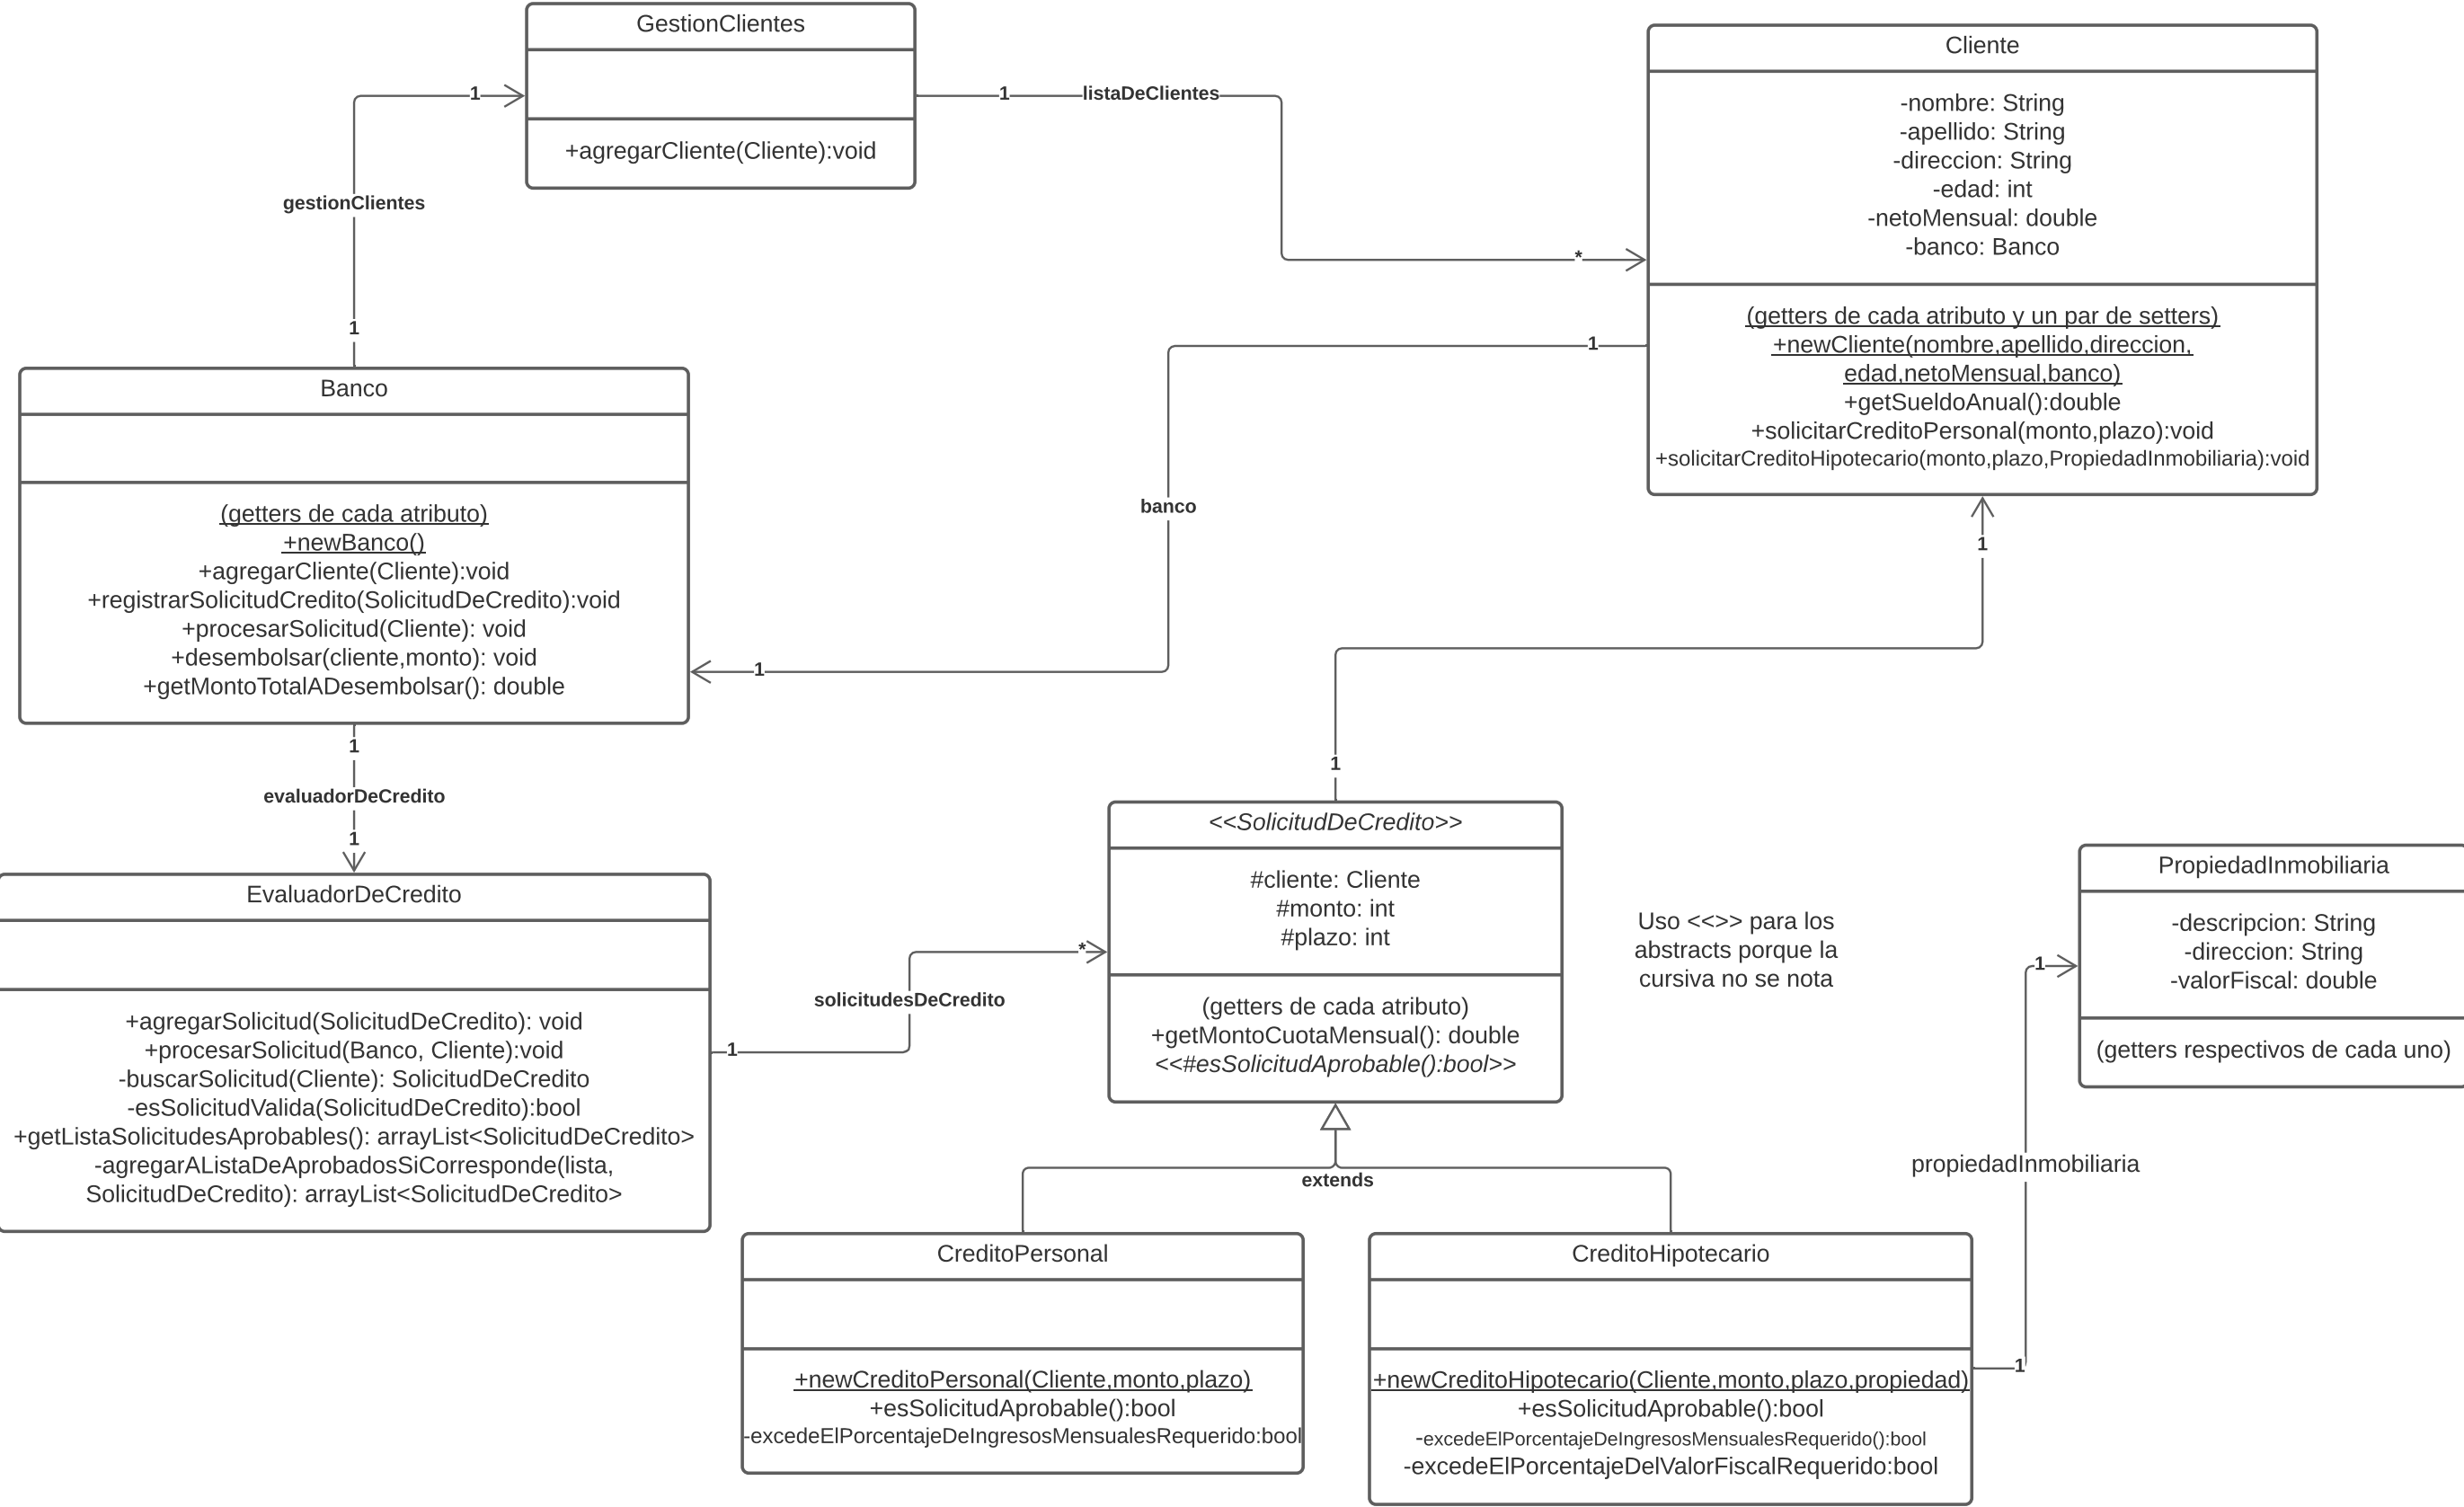 GestionClientes
+agregarCliente(Cliente):void
1
gestionClientes
1
1
listaDeClientes
*
Cliente
-nombre: String
-apellido: String
-direccion: String
-edad: int
-netoMensual: double
-banco: Banco
(getters de cada atributo y un par de setters)
+newCliente(nombre,apellido,direccion,
edad,netoMensual,banco)
+getSueldoAnual():double
+solicitarCreditoPersonal(monto,plazo):void
+solicitarCreditoHipotecario(monto,plazo,PropiedadInmobiliaria):void
1
banco
1
Banco
(getters de cada atributo)
+newBanco()
+agregarCliente(Cliente):void
+registrarSolicitudCredito(SolicitudDeCredito):void
+procesarSolicitud(Cliente): void
+desembolsar(cliente,monto): void
+getMontoTotalADesembolsar(): double
1
evaluadorDeCredito
1
1
1
EvaluadorDeCredito
+agregarSolicitud(SolicitudDeCredito): void
+procesarSolicitud(Banco, Cliente):void
-buscarSolicitud(Cliente): SolicitudDeCredito
-esSolicitudValida(SolicitudDeCredito):bool
+getListaSolicitudesAprobables(): arrayList<SolicitudDeCredito>
-agregarAListaDeAprobadosSiCorresponde(lista,
SolicitudDeCredito): arrayList<SolicitudDeCredito>
1
solicitudesDeCredito
*
<<SolicitudDeCredito>>
#cliente: Cliente
#monto: int
#plazo: int
(getters de cada atributo)
+getMontoCuotaMensual(): double
<<#esSolicitudAprobable():bool>>
Uso <<>> para los
abstracts porque la
cursiva no se nota
PropiedadInmobiliaria
-descripcion: String
-direccion: String
-valorFiscal: double
(getters respectivos de cada uno)
1
propiedadInmobiliaria
1
extends
CreditoPersonal
+newCreditoPersonal(Cliente,monto,plazo)
+esSolicitudAprobable():bool
-excedeElPorcentajeDeIngresosMensualesRequerido:bool
CreditoHipotecario
+newCreditoHipotecario(Cliente,monto,plazo,propiedad)
+esSolicitudAprobable():bool
-excedeElPorcentajeDeIngresosMensualesRequerido():bool
-excedeElPorcentajeDelValorFiscalRequerido:bool